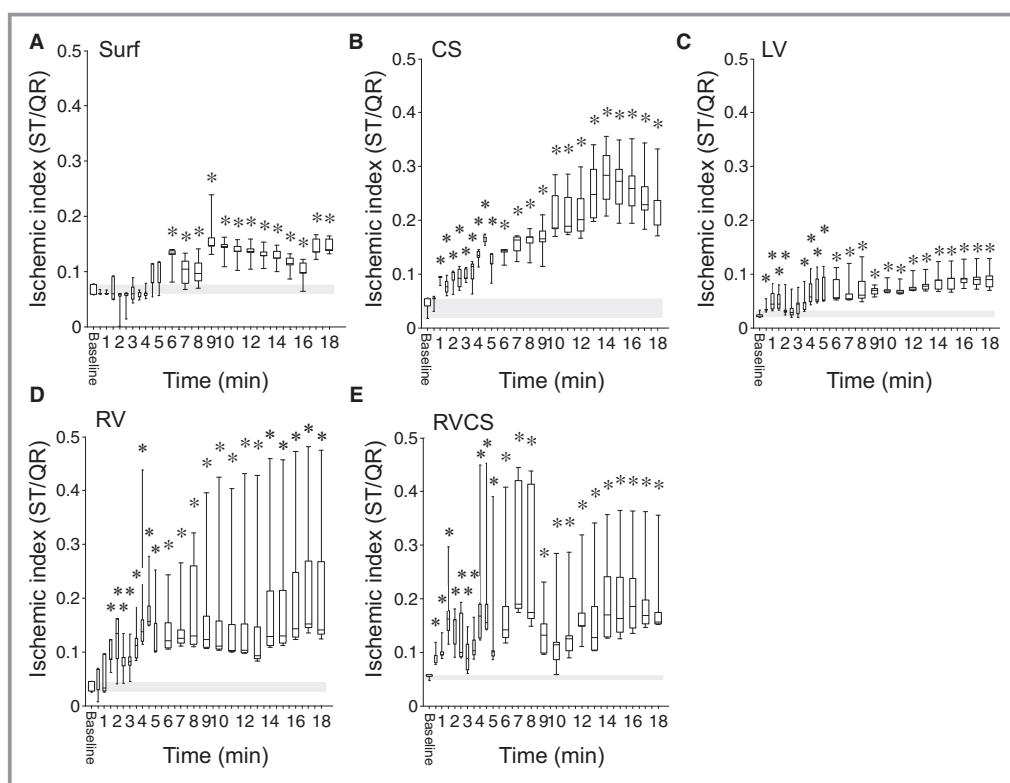 A Surf
0.5
0.4
0.3
0.2
0.1
0
Ischemic index (ST/QR)
Baseline 1 2 3 4 5 6 7 8 9 10 12 14 16 18
Time (min)
B CS
0.5
0.4
0.3
0.2
0.1
0
Ischemic index (ST/QR)
Baseline 1 2 3 4 5 6 7 8 9 10 12 14 16 18
Time (min)
C LV
0.5
0.4
0.3
0.2
0.1
0
Ischemic index (ST/QR)
Baseline 1 2 3 4 5 6 7 8 9 10 12 14 16 18
Time (min)
D RV
0.5
0.4
0.3
0.2
0.1
0
Ischemic index (ST/QR)
Baseline 1 2 3 4 5 6 7 8 9 10 12 14 16 18
Time (min)
E RVCS
0.5
0.4
0.3
0.2
0.1
0
Ischemic index (ST/QR)
Baseline 1 2 3 4 5 6 7 8 9 10 12 14 16 18
Time (min)